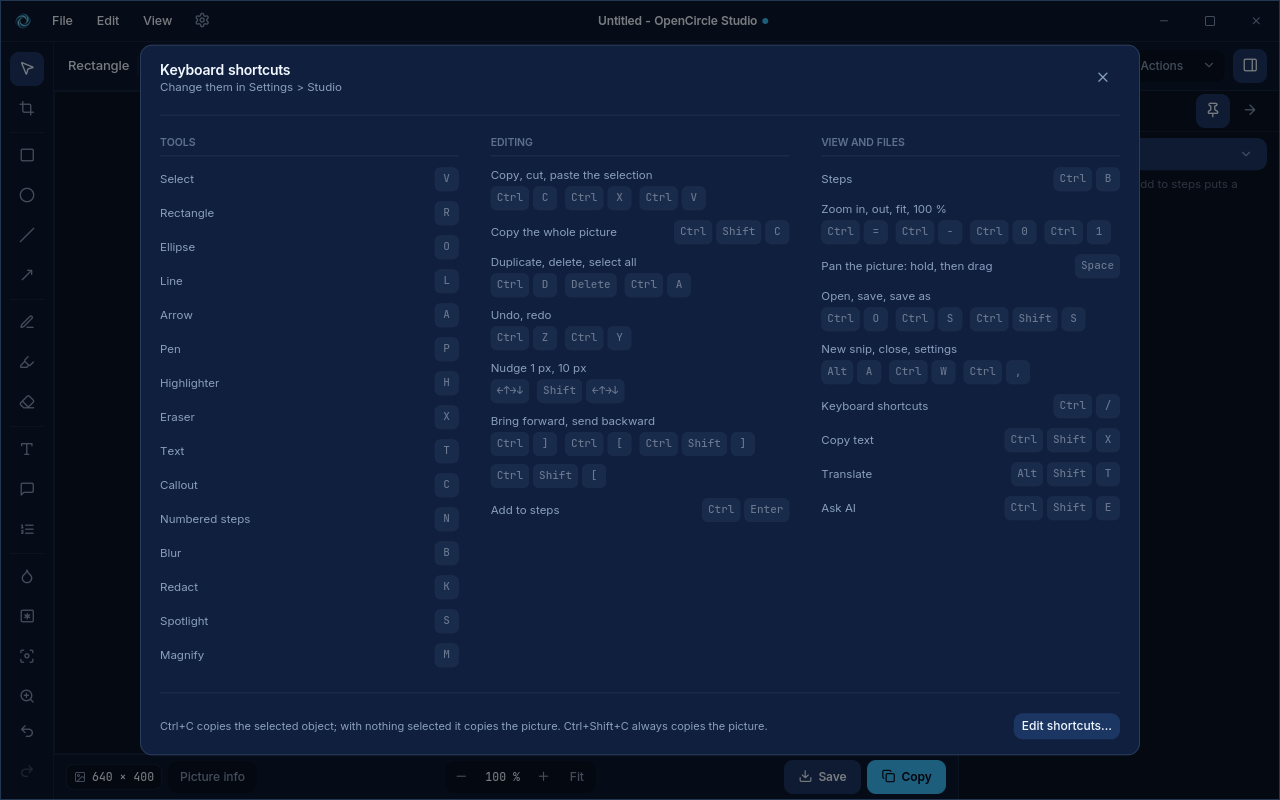 File Edit View
Untitled - OpenCircle Studio
Rectangle
Actions
Keyboard shortcuts
Change them in Settings > Studio
TOOLS
Select V
Rectangle R
Ellipse O
Line L
Arrow A
Pen P
Highlighter H
Eraser X
Text T
Callout C
Numbered steps N
Blur B
Redact K
Spotlight S
Magnify M
EDITING
Copy, cut, paste the selection
Ctrl C Ctrl X Ctrl V
Copy the whole picture Ctrl Shift C
Duplicate, delete, select all
Ctrl D Delete Ctrl A
Undo, redo
Ctrl Z Ctrl Y
Nudge 1 px, 10 px
←↑→↓ Shift ←↑→↓
Bring forward, send backward
Ctrl ] Ctrl [ Ctrl Shift ]
Ctrl Shift [
Add to steps Ctrl Enter
VIEW AND FILES
Steps Ctrl B
Zoom in, out, fit, 100 %
Ctrl = Ctrl - Ctrl 0 Ctrl 1
Pan the picture: hold, then drag Space
Open, save, save as
Ctrl O Ctrl S Ctrl Shift S
New snip, close, settings
Alt A Ctrl W Ctrl ,
Keyboard shortcuts Ctrl /
Copy text Ctrl Shift X
Translate Alt Shift T
Ask AI Ctrl Shift E
dd to steps puts a
Ctrl+C copies the selected object; with nothing selected it copies the picture. Ctrl+Shift+C always copies the picture.
Edit shortcuts...
640 × 400 Picture info
100 % Fit
Save Copy